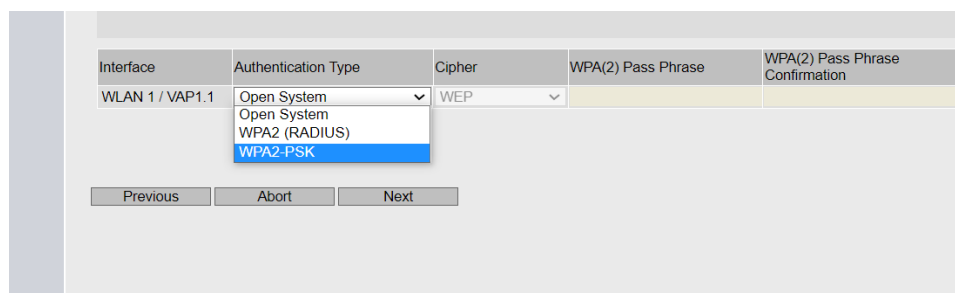 Interface Authentication Type Cipher WPA(2) Pass Phrase WPA(2) Pass Phrase
Confirmation
WLAN 1 / VAP1.1 Open System WEP
Open System
WPA2 (RADIUS)
WPA2-PSK
Previous Abort Next